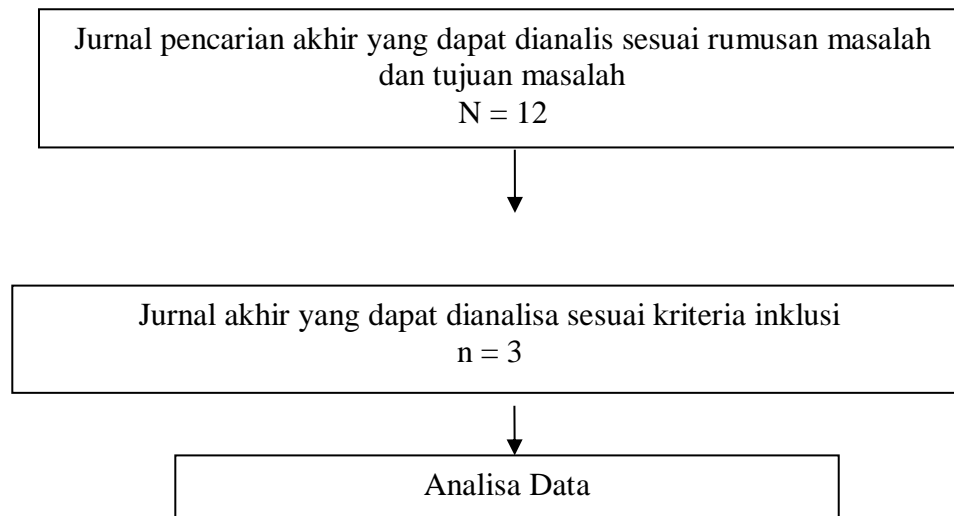 Jurnal pencarian akhir yang dapat dianalis sesuai rumusan masalah
dan tujuan masalah
N = 12
Jurnal akhir yang dapat dianalisa sesuai kriteria inklusi
n = 3
Analisa Data